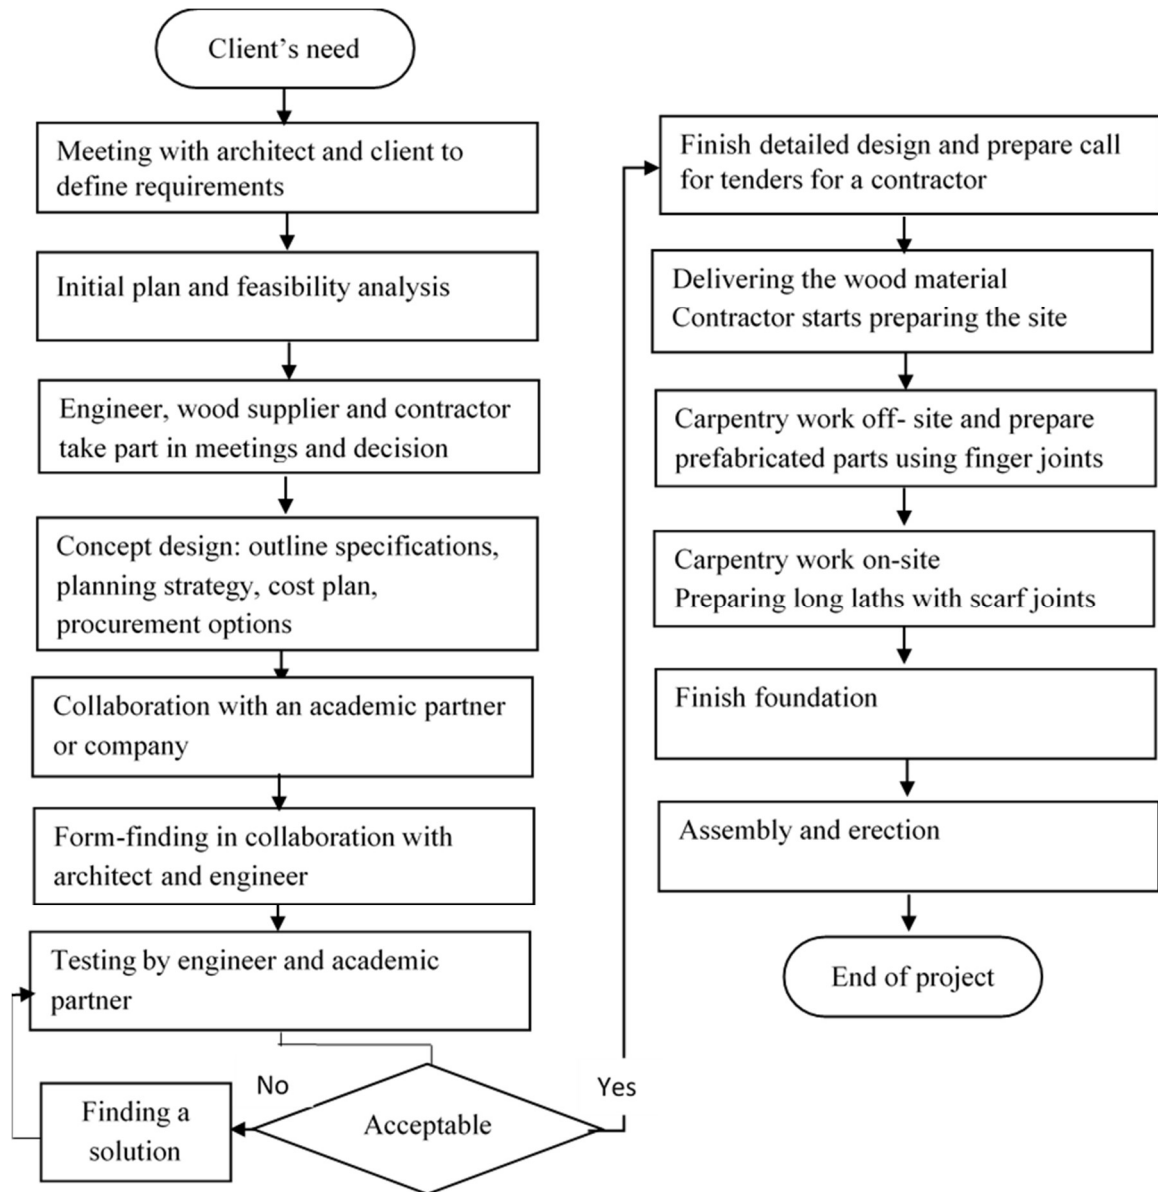 Client’s need
Meeting with architect and client to
define requirements
Initial plan and feasibility analysis
Engineer, wood supplier and contractor
take part in meetings and decision
Concept design: outline specifications,
planning strategy, cost plan,
procurement options
Collaboration with an academic partner
or company
Form-finding in collaboration with
architect and engineer
Testing by engineer and academic
partner
Acceptable
No
Finding a
solution
Yes
Finish detailed design and prepare call
for tenders for a contractor
Delivering the wood material
Contractor starts preparing the site
Carpentry work off- site and prepare
prefabricated parts using finger joints
Carpentry work on-site
Preparing long laths with scarf joints
Finish foundation
Assembly and erection
End of project